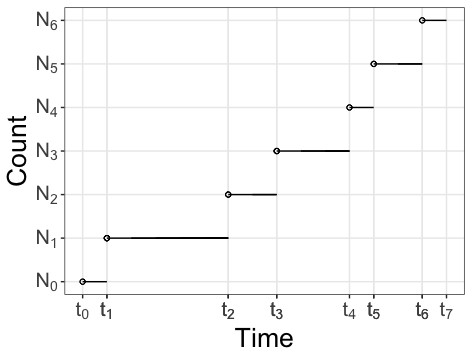 N₆
N₅
N₄
N₃
N₂
N₁
N₀
Count
t₀ t₁ t₂ t₃ t₄ t₅ t₆ t₇
Time